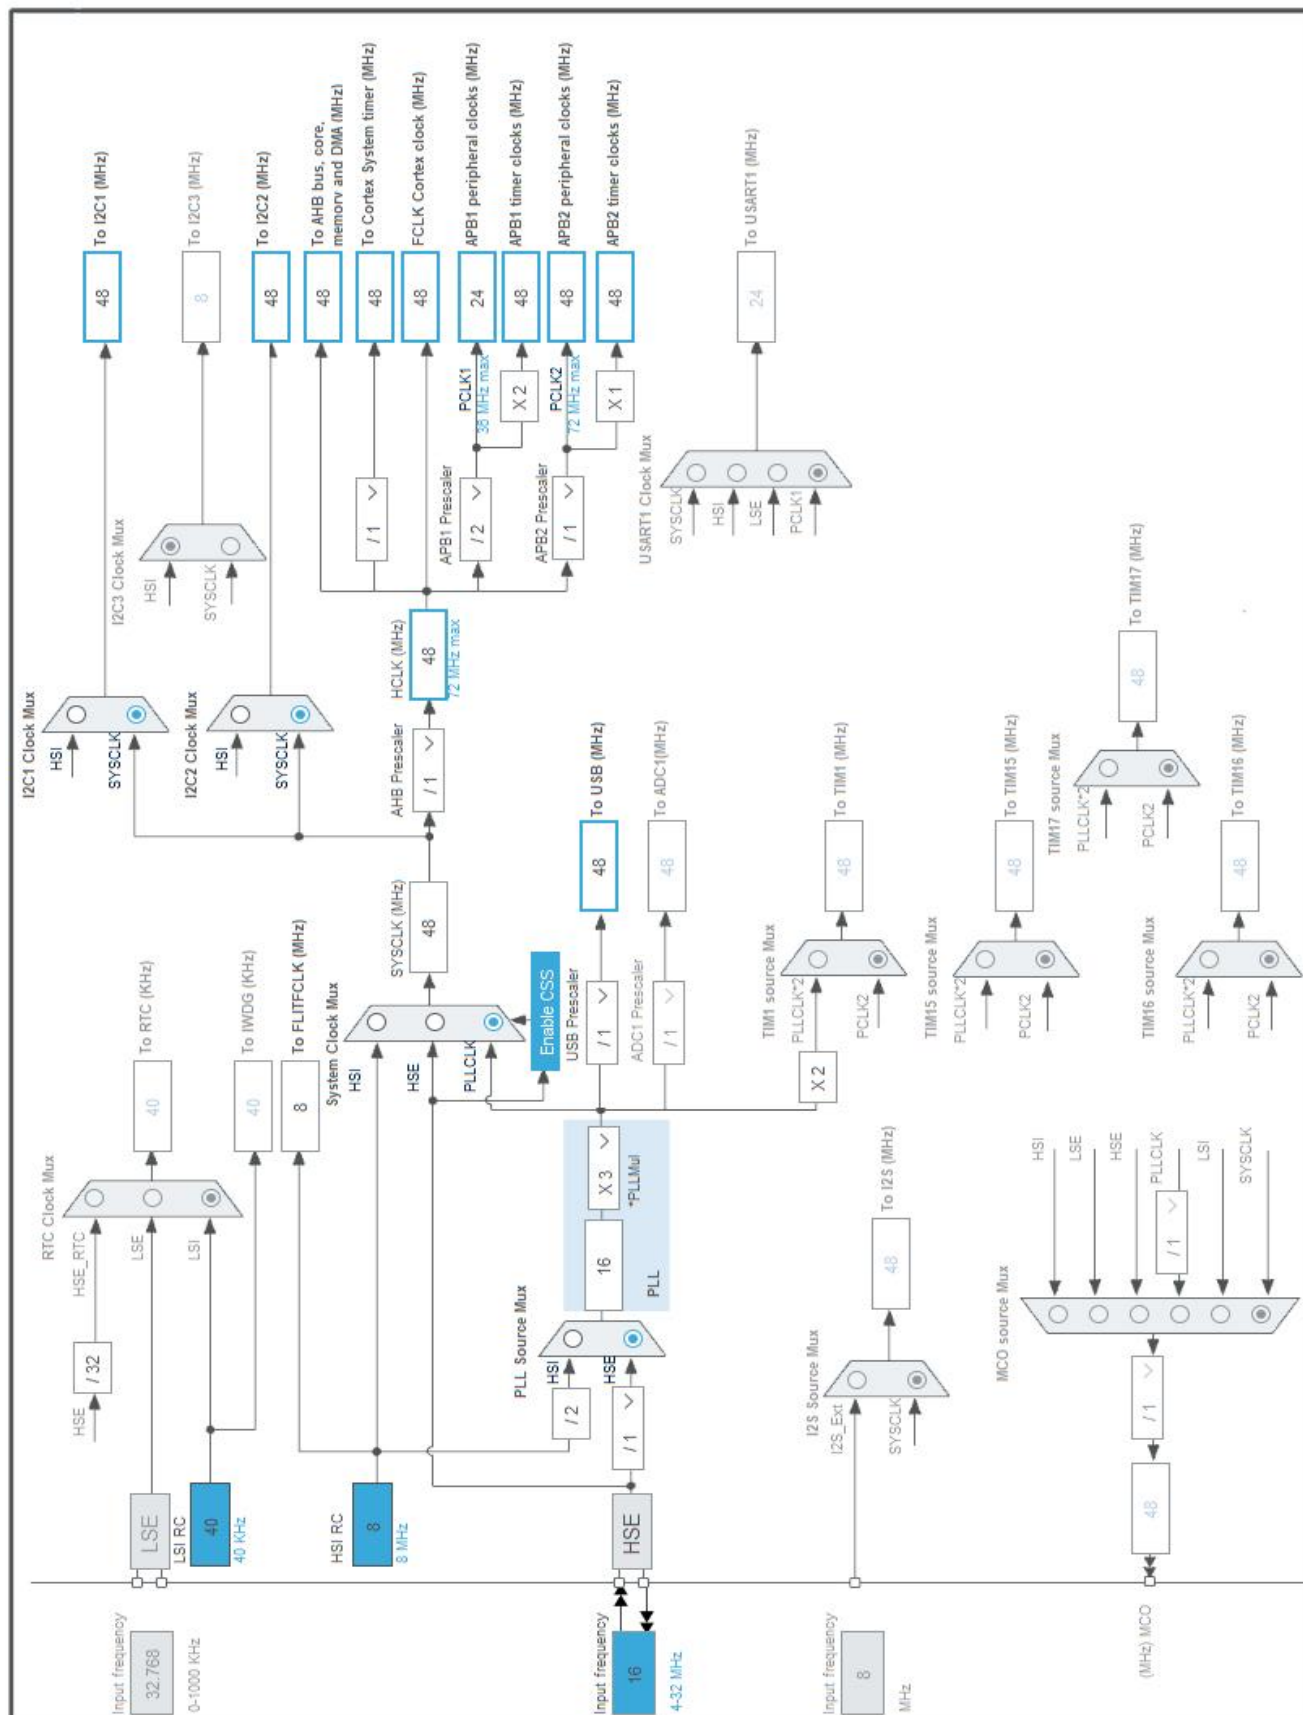 Input frequency
32.768
0-1000 KHz
LSE
LSI RC
40
40 KHz
HSE
/ 32
HSE_RTC
LSE
LSI
RTC Clock Mux
40
To RTC (KHz)
40
To IWDG (KHz)
8
To FLITFCLK (MHz)
HSI RC
8
8 MHz
Input frequency
16
4-32 MHz
HSE
/ 2
/ 1
PLL Source Mux
HSI
HSE
16
X 3
*PLLMul
PLL
System Clock Mux
HSI
HSE
PLLCLK
Enable CSS
SYSCLK (MHz)
48
USB Prescaler
/ 1
48
To USB (MHz)
ADC1 Prescaler
/ 1
48
To ADC1(MHz)
I2C1 Clock Mux
HSI
SYSCLK
48
To I2C1 (MHz)
I2C3 Clock Mux
HSI
SYSCLK
8
To I2C3 (MHz)
I2C2 Clock Mux
HSI
SYSCLK
48
To I2C2 (MHz)
AHB Prescaler
/ 1
HCLK (MHz)
48
72 MHz max
48
To AHB bus, core,
memory and DMA (MHz)
/ 1
48
To Cortex System timer (MHz)
48
FCLK Cortex clock (MHz)
APB1 Prescaler
/ 2
PCLK1
36 MHz max
24
APB1 peripheral clocks (MHz)
X 2
48
APB1 timer clocks (MHz)
APB2 Prescaler
/ 1
PCLK2
72 MHz max
48
APB2 peripheral clocks (MHz)
X 1
48
APB2 timer clocks (MHz)
USART1 Clock Mux
SYSCLK
HSI
LSE
PCLK1
24
To USART1 (MHz)
X 2
TIM1 source Mux
PLLCLK*2
PCLK2
48
To TIM1 (MHz)
TIM15 source Mux
PLLCLK*2
PCLK2
48
To TIM15 (MHz)
TIM17 source Mux
PLLCLK*2
PCLK2
48
To TIM17 (MHz)
TIM16 source Mux
PLLCLK*2
PCLK2
48
To TIM16 (MHz)
Input frequency
8
MHz
I2S Source Mux
I2S_Ext
SYSCLK
48
To I2S (MHz)
(MHz) MCO
48
/ 1
MCO source Mux
HSI
LSE
HSE
/ 1
PLLCLK
LSI
SYSCLK